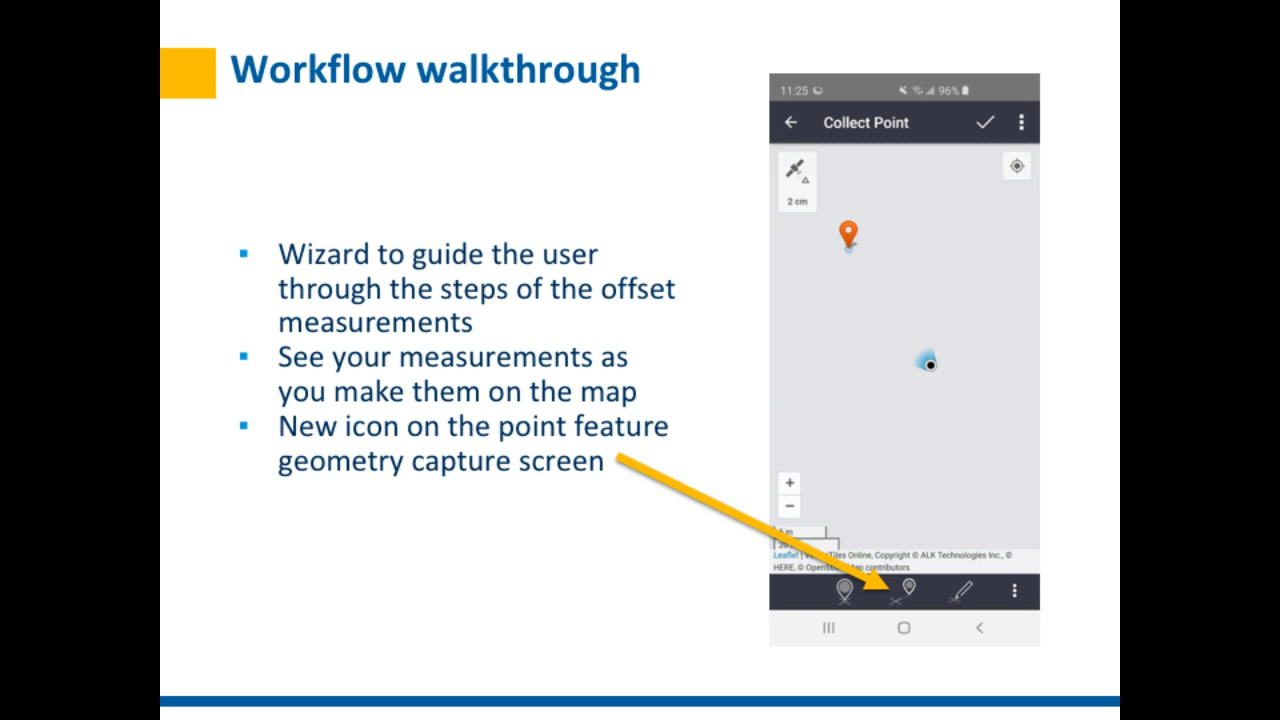 Workflow walkthrough
Wizard to guide the user
through the steps of the offset
measurements
See your measurements as
you make them on the map
New icon on the point feature
geometry capture screen
11:25
96%
Collect Point
2 cm
+
−
m
Leaflet | Tiles Online, Copyright © ALK Technologies Inc., ©
HERE, © contributors